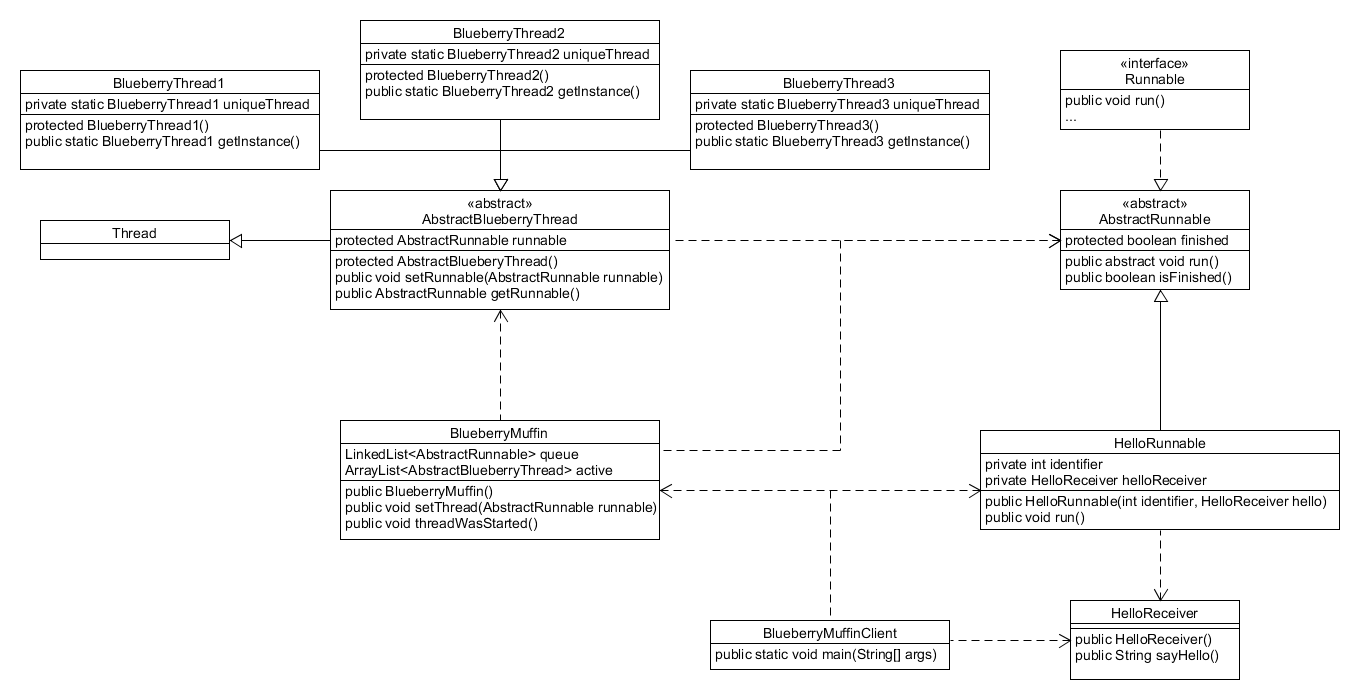 BlueberryThread2
private static BlueberryThread2 uniqueThread
protected BlueberryThread2()
public static BlueberryThread2 getInstance()
BlueberryThread1
private static BlueberryThread1 uniqueThread
protected BlueberryThread1()
public static BlueberryThread1 getInstance()
BlueberryThread3
private static BlueberryThread3 uniqueThread
protected BlueberryThread3()
public static BlueberryThread3 getInstance()
«interface»
Runnable
public void run()
...
Thread
«abstract»
AbstractBlueberryThread
protected AbstractRunnable runnable
protected AbstractBlueberyThread()
public void setRunnable(AbstractRunnable runnable)
public AbstractRunnable getRunnable()
«abstract»
AbstractRunnable
protected boolean finished
public abstract void run()
public boolean isFinished()
BlueberryMuffin
LinkedList<AbstractRunnable> queue
ArrayList<AbstractBlueberryThread> active
public BlueberryMuffin()
public void setThread(AbstractRunnable runnable)
public void threadWasStarted()
HelloRunnable
private int identifier
private HelloReceiver helloReceiver
public HelloRunnable(int identifier, HelloReceiver hello)
public void run()
BlueberryMuffinClient
public static void main(String[] args)
HelloReceiver
public HelloReceiver()
public String sayHello()